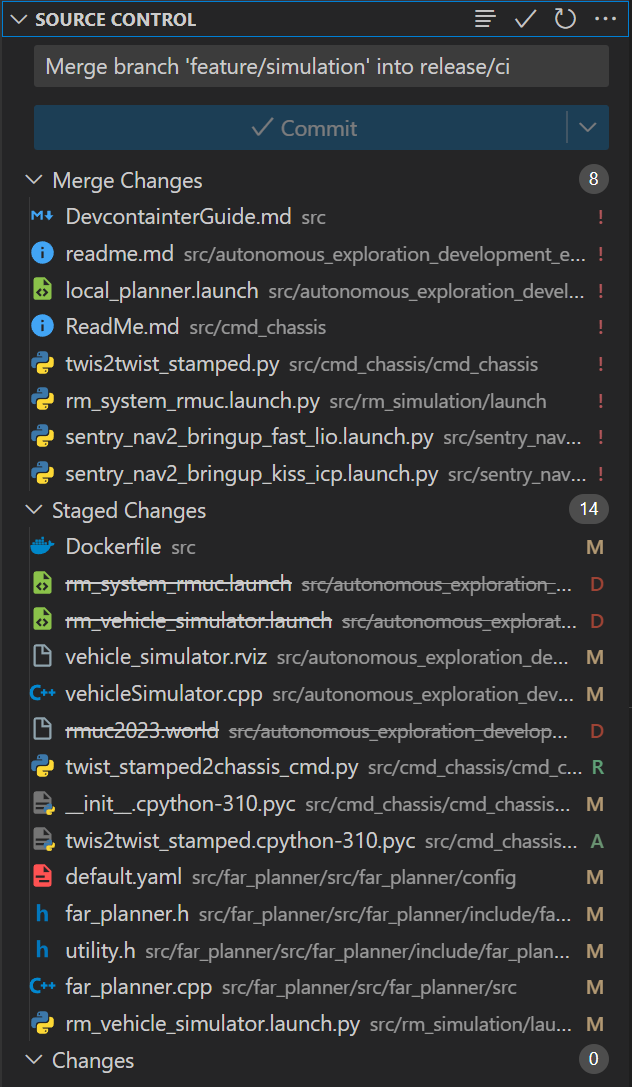 SOURCE CONTROL
Merge branch 'feature/simulation' into release/ci
Commit
Merge Changes 8
DevcontainterGuide.md src !
readme.md src/autonomous_exploration_development_e... !
local_planner.launch src/autonomous_exploration_devel... !
ReadMe.md src/cmd_chassis !
twis2twist_stamped.py src/cmd_chassis/cmd_chassis !
rm_system_rmuc.launch.py src/rm_simulation/launch !
sentry_nav2_bringup_fast_lio.launch.py src/sentry_nav... !
sentry_nav2_bringup_kiss_icp.launch.py src/sentry_nav... !
Staged Changes 14
Dockerfile src M
rm_system_rmuc.launch src/autonomous_exploration_... D
rm_vehicle_simulator.launch src/autonomous_explorat... D
vehicle_simulator.rviz src/autonomous_exploration_de... M
C++ vehicleSimulator.cpp src/autonomous_exploration_dev... M
rmuc2023.world src/autonomous_exploration_develop... D
twist_stamped2chassis_cmd.py src/cmd_chassis/cmd_c... R
__init__.cpython-310.pyc src/cmd_chassis/cmd_chassis... M
twis2twist_stamped.cpython-310.pyc src/cmd_chassis... A
default.yaml src/far_planner/src/far_planner/config M
h far_planner.h src/far_planner/src/far_planner/include/fa... M
h utility.h src/far_planner/src/far_planner/include/far_plan... M
C++ far_planner.cpp src/far_planner/src/far_planner/src M
rm_vehicle_simulator.launch.py src/rm_simulation/lau... M
Changes 0